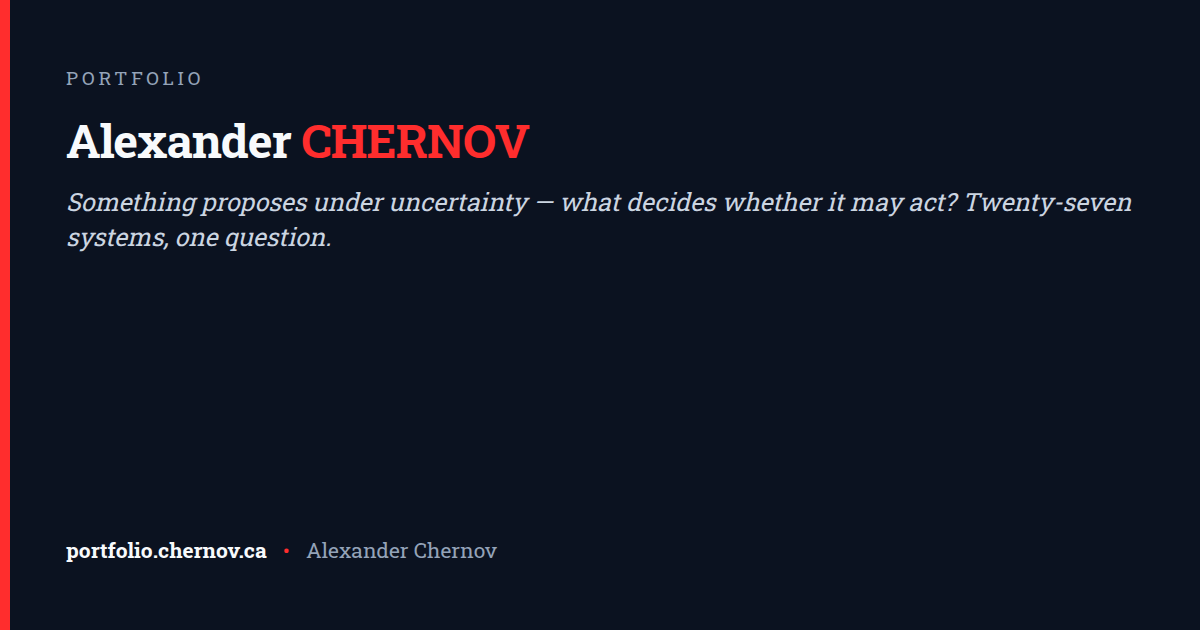 PORTFOLIO
Alexander CHERNOV
Something proposes under uncertainty — what decides whether it may act? Twenty-seven
systems, one question.
portfolio.chernov.ca • Alexander Chernov